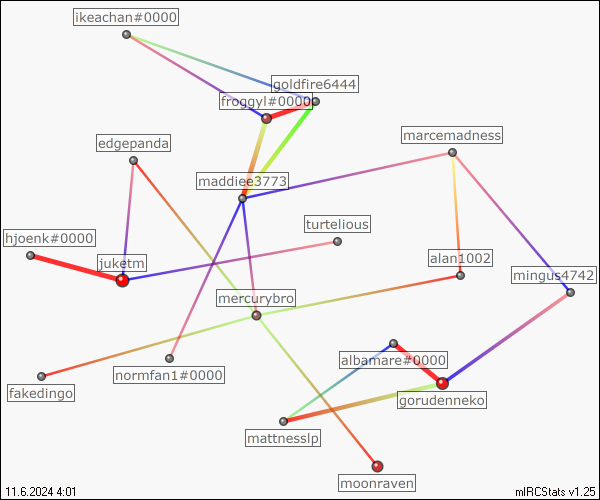 ikeachan#0000
goldfire6444
froggyl#0000
marcemadness
edgepanda
maddiee3773
turtelious
hjoenk#0000
juketm
alan1002
mingus4742
mercurybro
albamare#0000
normfan1#0000
fakedingo
gorudenneko
mattnesslp
moonraven
11.6.2024 4:01
mIRCStats v1.25